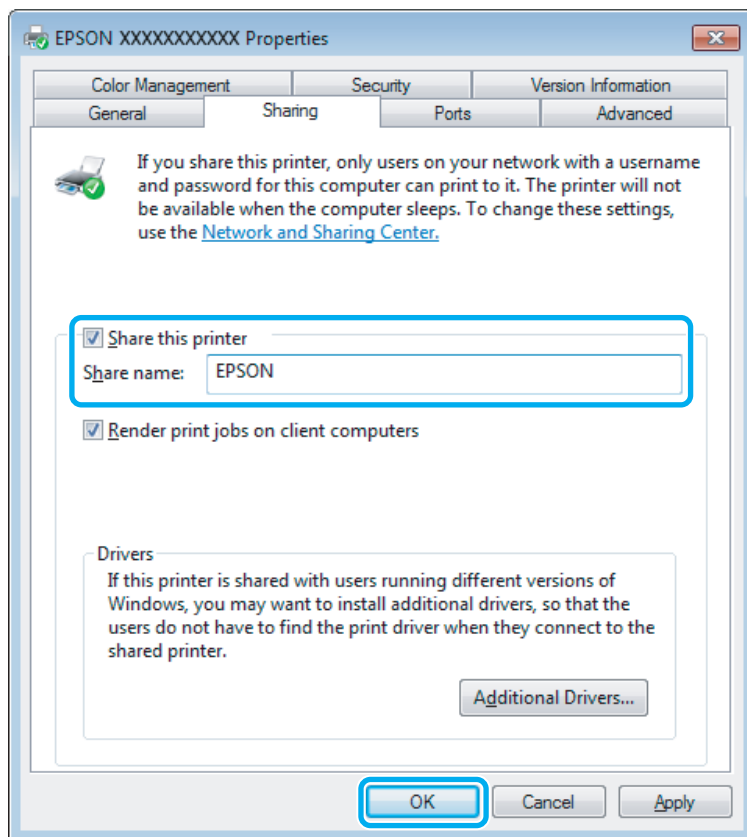 EPSON XXXXXXXXXXX Properties
Color Management Security Version Information
General Sharing Ports Advanced
If you share this printer, only users on your network with a username
and password for this computer can print to it. The printer will not
be available when the computer sleeps. To change these settings,
use the Network and Sharing Center.
Share this printer
Share name: EPSON
Render print jobs on client computers
Drivers
If this printer is shared with users running different versions of
Windows, you may want to install additional drivers, so that the
users do not have to find the print driver when they connect to the
shared printer.
Additional Drivers...
OK Cancel Apply